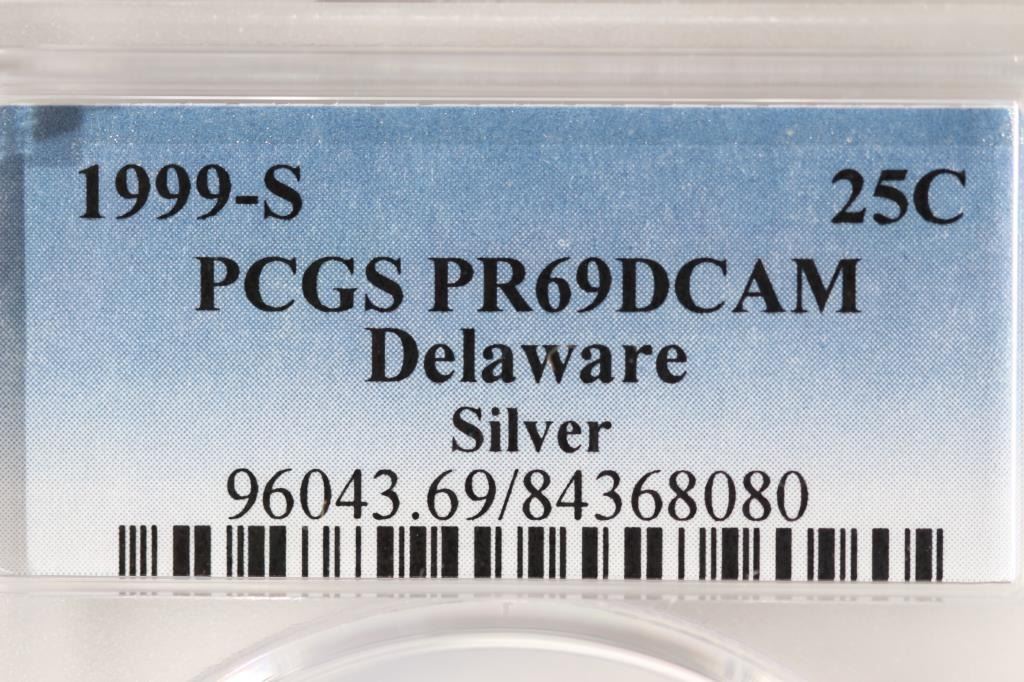 1999-S 25C
PCGS PR69DCAM
Delaware
Silver
96043.69/84368080